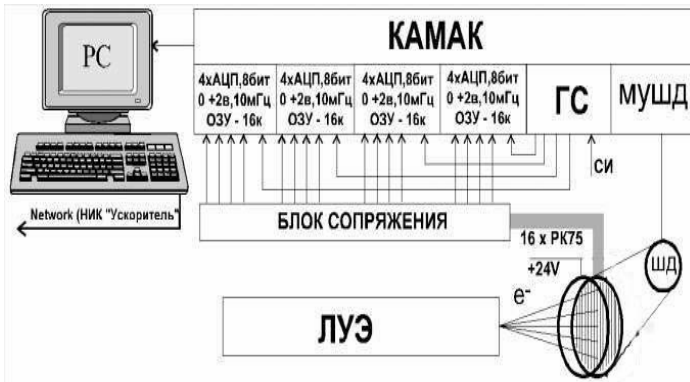 PC
КАМАК
4хАЦП,8бит
0 +2в,10мГц
ОЗУ - 16к
4хАЦП,8бит
0 +2в,10мГц
ОЗУ - 16к
4хАЦП,8бит
0 +2в,10мГц
ОЗУ - 16к
4хАЦП,8бит
0 +2в,10мГц
ОЗУ - 16к
ГС
мушд
си
Network (НИК "Ускоритель"
БЛОК СОПРЯЖЕНИЯ
16 x РК75
+24V
шд
e-
ЛУЭ